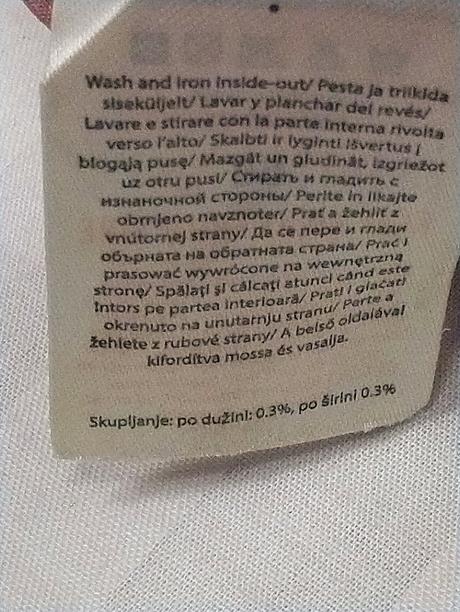 Wash and iron inside-out/ Pesta ja triikida
siseküljelt/ Lavar y planchar del revés/
Lavare e stirare con la parte interna rivolta
verso l'alto/ Skalbti ir lyginti išvertus į
blogąją pusę/ Mazgāt un gludināt, izgriežot
uz otru pusi/ Стирать и гладить с
изнаночной стороны/ Perite in likajte
obrnjeno navznoter/ Prať a žehliť z
vnútornej strany/ Да се пере и глади
обърната на обратната страна/ Prać i
prasować wywrócone na wewnętrzną
stronę/ Spălați și călcați atunci când este
întors pe partea interioară/ Prati i glačati
okrenuto na unutarnju stranu/ Perte a
žehlete z rubové strany/ A belső oldalával
kifordítva mossa és vasalja.
Skupljanje: po dužini: 0.3%, po širini 0.3%